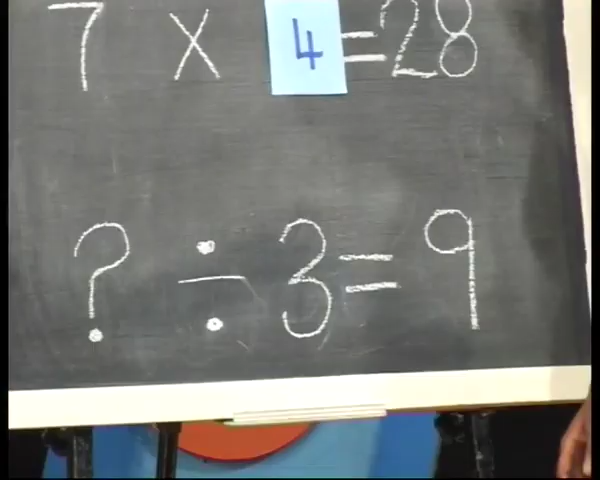 7 x 4 = 28
? ÷ 3 = 9